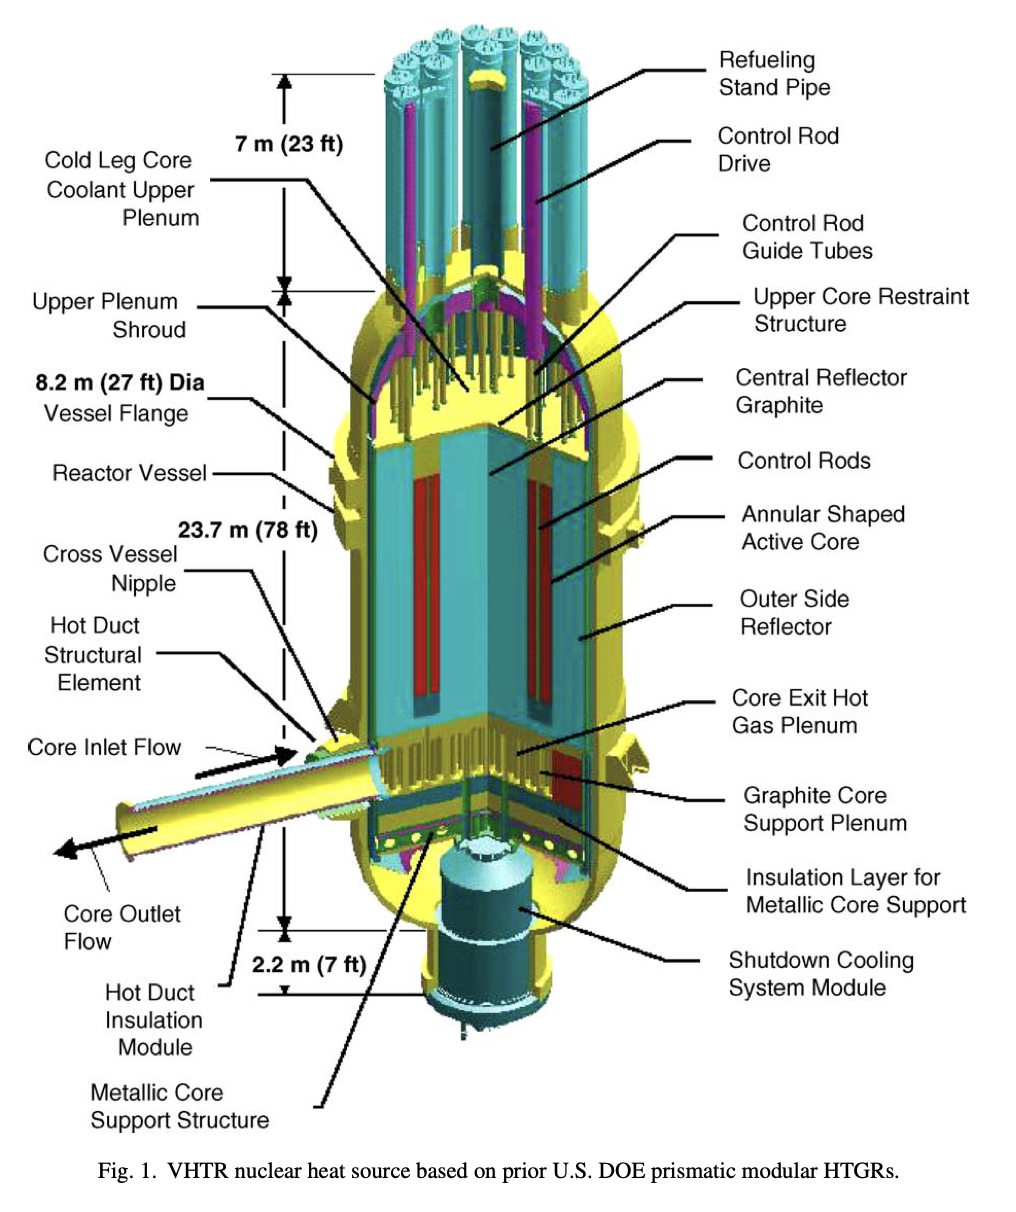 Refueling
Stand Pipe
7 m (23 ft)
Control Rod
Drive
Cold Leg Core
Coolant Upper
Plenum
Control Rod
Guide Tubes
Upper Plenum
Shroud
Upper Core Restraint
Structure
8.2 m (27 ft) Dia
Vessel Flange
Central Reflector
Graphite
Reactor Vessel
Control Rods
23.7 m (78 ft)
Annular Shaped
Active Core
Cross Vessel
Nipple
Outer Side
Reflector
Hot Duct
Structural
Element
Core Exit Hot
Gas Plenum
Core Inlet Flow
Graphite Core
Support Plenum
Insulation Layer for
Metallic Core Support
Core Outlet
Flow
2.2 m (7 ft)
Shutdown Cooling
System Module
Hot Duct
Insulation
Module
Metallic Core
Support Structure
Fig. 1. VHTR nuclear heat source based on prior U.S. DOE prismatic modular HTGRs.